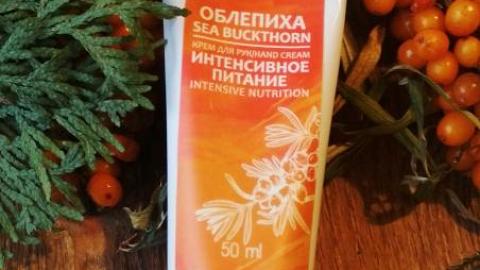 ОБЛЕПИХА
SEA BUCKTHORN
КРЕМ ДЛЯ РУК/HAND CREAM
ИНТЕНСИВНОЕ
ПИТАНИЕ
INTENSIVE NUTRITION
50 ml